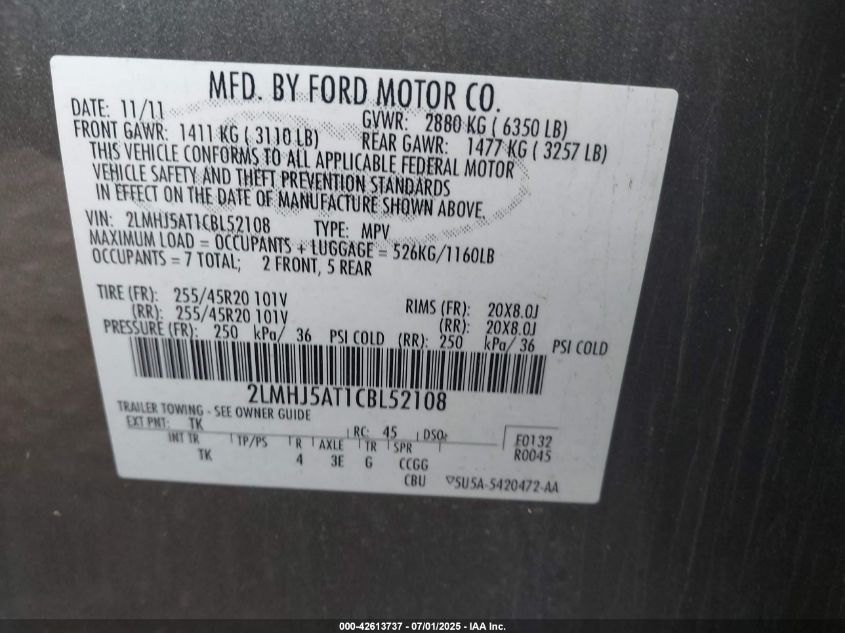 MFD. BY FORD MOTOR CO.
DATE: 11/11 GVWR: 2880 KG ( 6350 LB)
FRONT GAWR: 1411 KG ( 3110 LB) REAR GAWR: 1477 KG ( 3257 LB)
THIS VEHICLE CONFORMS TO ALL APPLICABLE FEDERAL MOTOR
VEHICLE SAFETY AND THEFT PREVENTION STANDARDS
IN EFFECT ON THE DATE OF MANUFACTURE SHOWN ABOVE.
VIN: 2LMHJ5AT1CBL52108 TYPE: MPV
MAXIMUM LOAD = OCCUPANTS + LUGGAGE = 526KG/1160LB
OCCUPANTS = 7 TOTAL; 2 FRONT, 5 REAR
TIRE (FR): 255/45R20 101V RIMS (FR): 20X8.0J
(RR): 255/45R20 101V (RR): 20X8.0J
PRESSURE (FR): 250 kPa/ 36 PSI COLD (RR): 250 kPa/ 36 PSI COLD
2LMHJ5AT1CBL52108
TRAILER TOWING - SEE OWNER GUIDE
EXT PNT: TK RC: 45 DSO: F0132
INT TR TP/PS R AXLE TR SPR R0045
TK 4 3E G CCGG
CBU 5U5A-5420472-AA
000-42613737 - 07/01/2025 - IAA Inc.